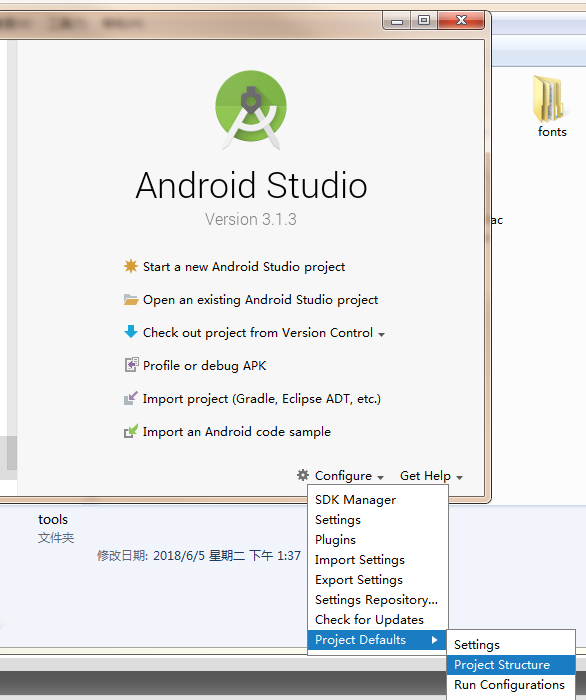 fonts
Android Studio
Version 3.1.3
ac
Start a new Android Studio project
Open an existing Android Studio project
Check out project from Version Control
Profile or debug APK
Import project (Gradle, Eclipse ADT, etc.)
Import an Android code sample
Configure
Get Help
SDK Manager
Settings
Plugins
Import Settings
Export Settings
Settings Repository...
Check for Updates
Project Defaults
Settings
Project Structure
Run Configurations
tools
文件夹
修改日期: 2018/6/5 星期二 下午 1:37